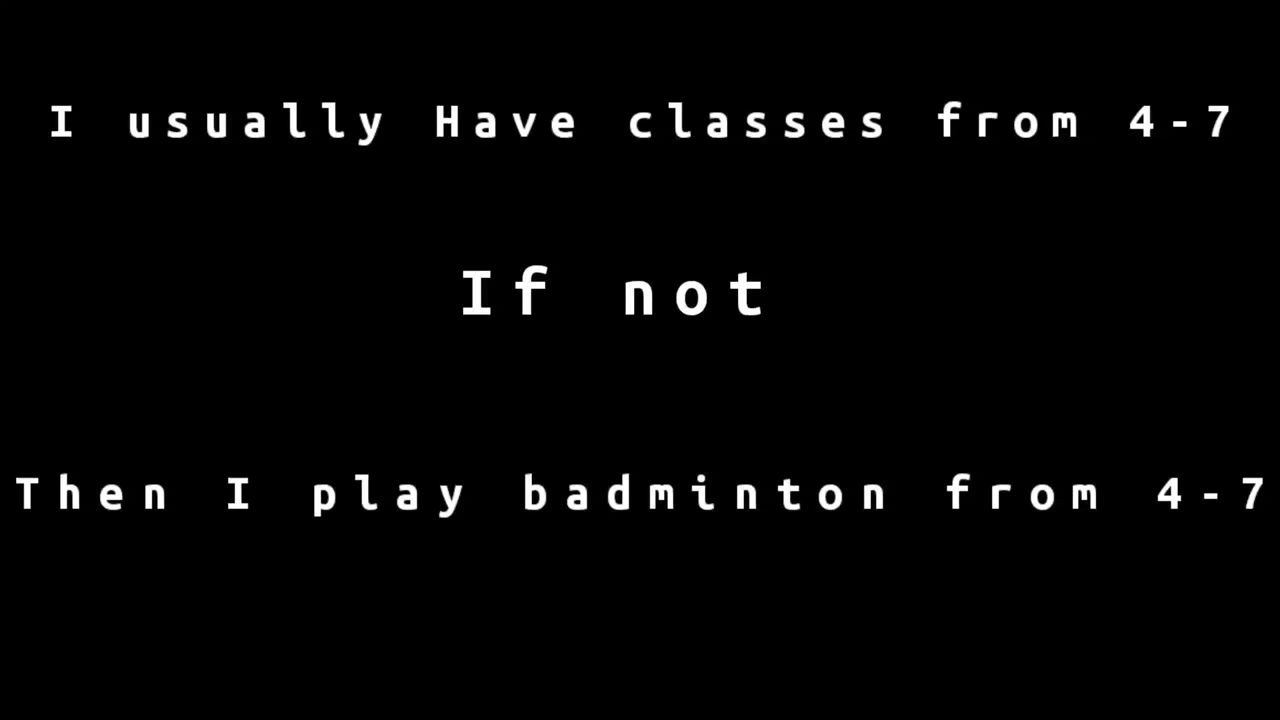 I usually Have classes from 4-7
If not
Then I play badminton from 4-7